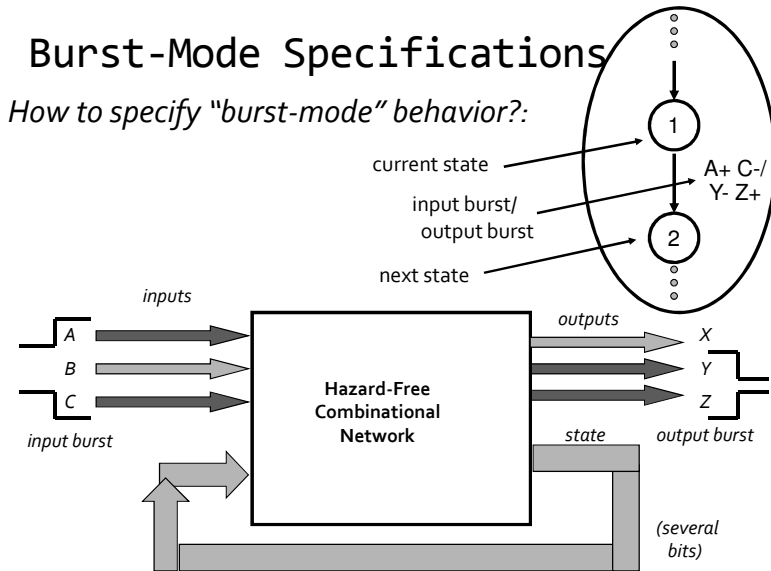 Burst-Mode Specifications
How to specify “burst-mode” behavior?:
1
current state
A+ C-/
Y- Z+
input burst/
output burst
2
next state
inputs
outputs
A
B
C
X
Y
Z
Hazard-Free
Combinational
Network
input burst
state
output burst
(several
bits)